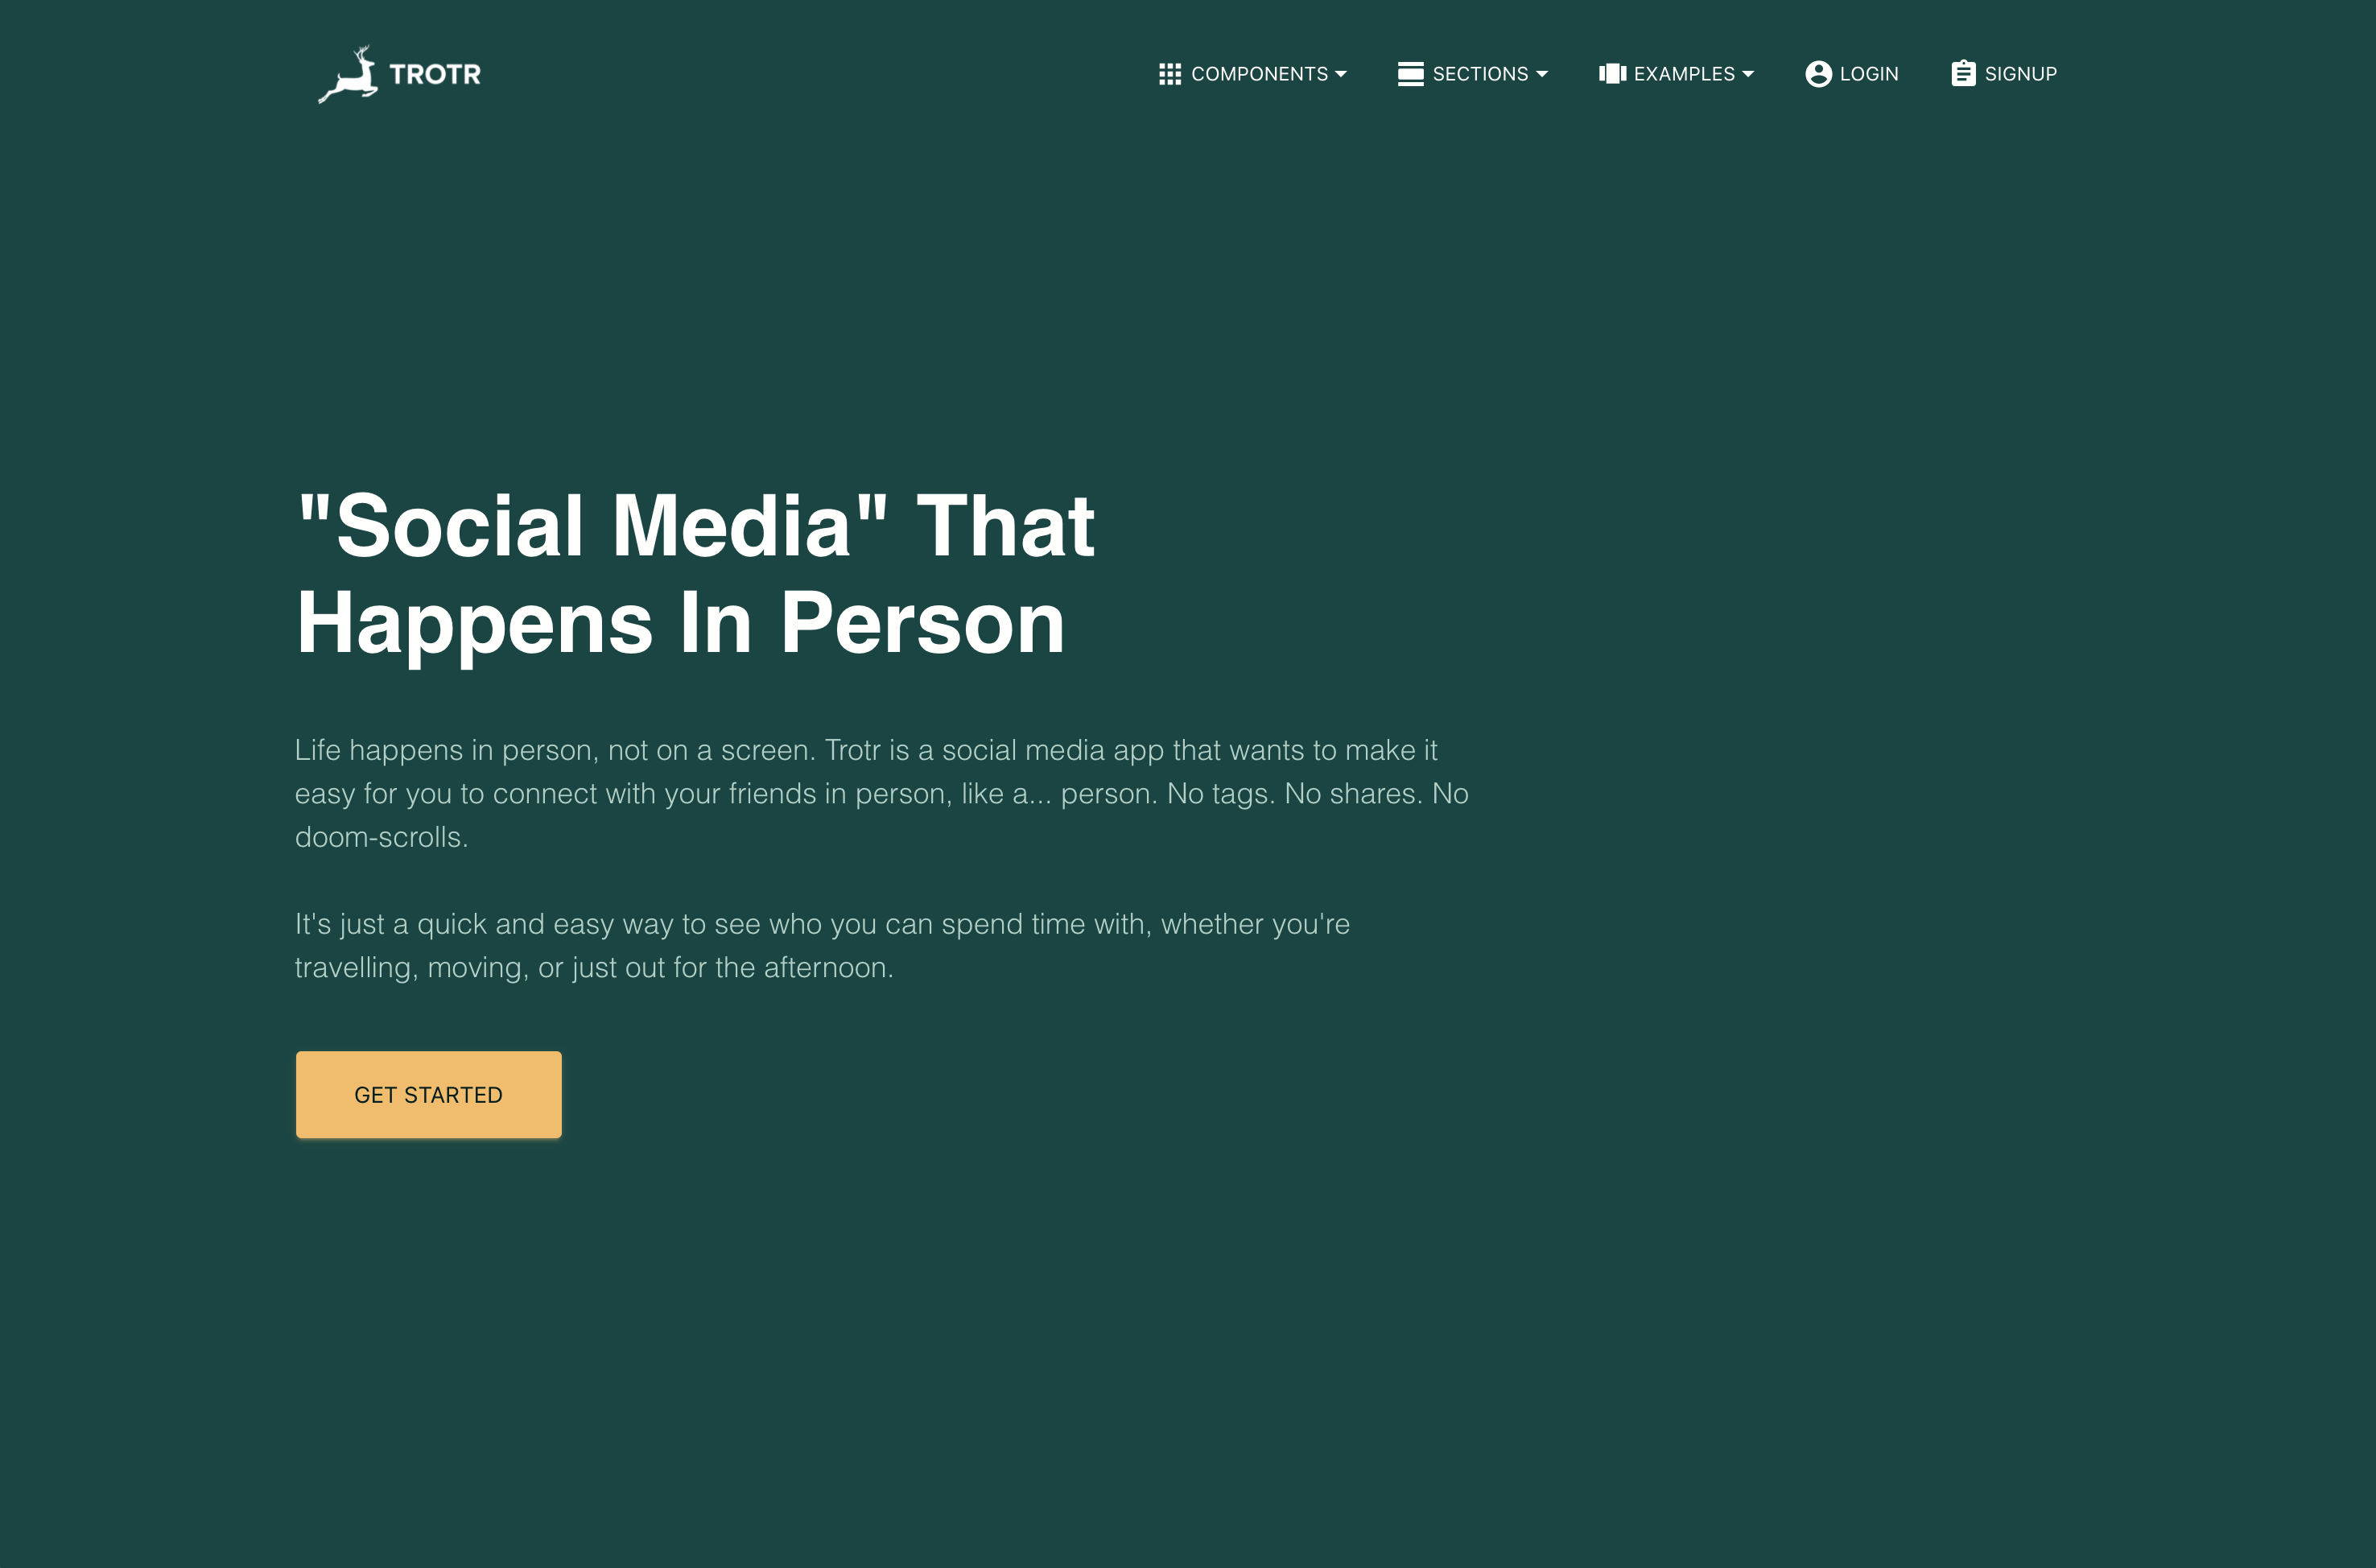 TROTR
COMPONENTS
SECTIONS
EXAMPLES
LOGIN
SIGNUP
"Social Media" That
Happens In Person
Life happens in person, not on a screen. Trotr is a social media app that wants to make it
easy for you to connect with your friends in person, like a... person. No tags. No shares. No
doom-scrolls.
It's just a quick and easy way to see who you can spend time with, whether you're
travelling, moving, or just out for the afternoon.
GET STARTED